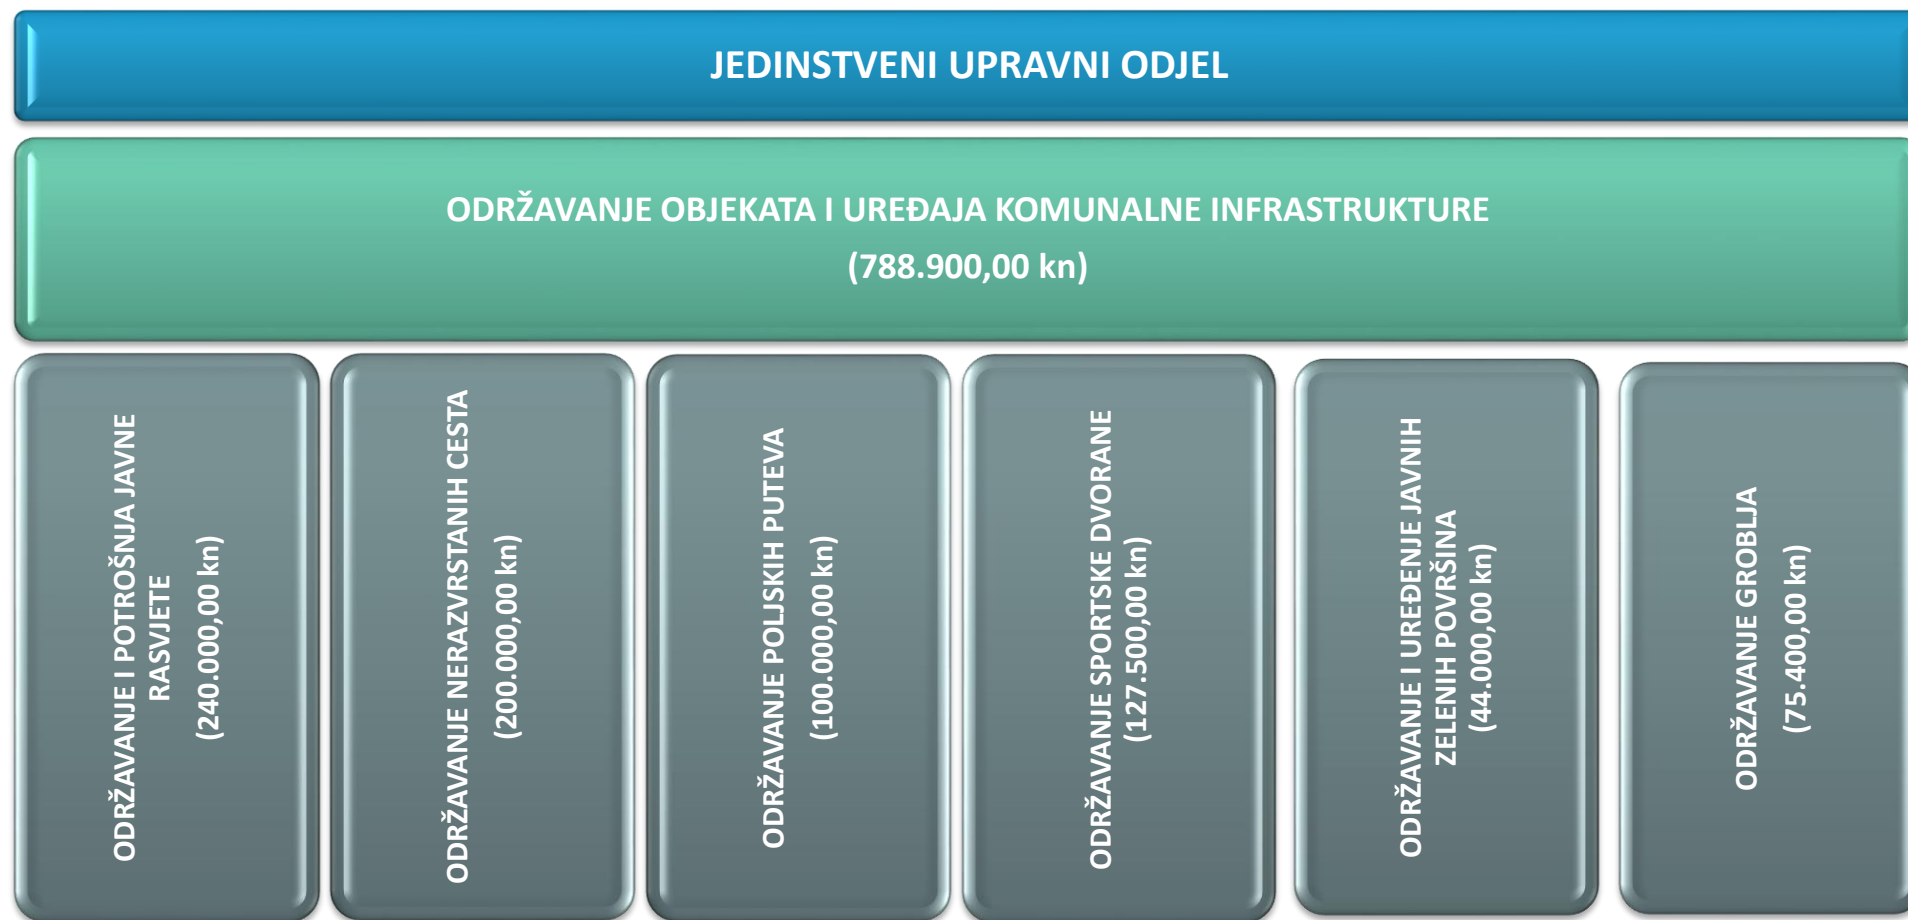 JEDINSTVENI UPRAVNI ODJEL
ODRŽAVANJE OBJEKATA I UREĐAJA KOMUNALNE INFRASTRUKTURE
(788.900,00 kn)
ODRŽAVANJE I POTROŠNJA JAVNE
RASVJETE
(240.000,00 kn)
ODRŽAVANJE NERAZVRSTANIH CESTA
(200.000,00 kn)
ODRŽAVANJE POLJSKIH PUTEVA
(100.000,00 kn)
ODRŽAVANJE SPORTSKE DVORANE
(127.500,00 kn)
ODRŽAVANJE I UREĐENJE JAVNIH
ZELENIH POVRŠINA
(44.000,00 kn)
ODRŽAVANJE GROBLJA
(75.400,00 kn)